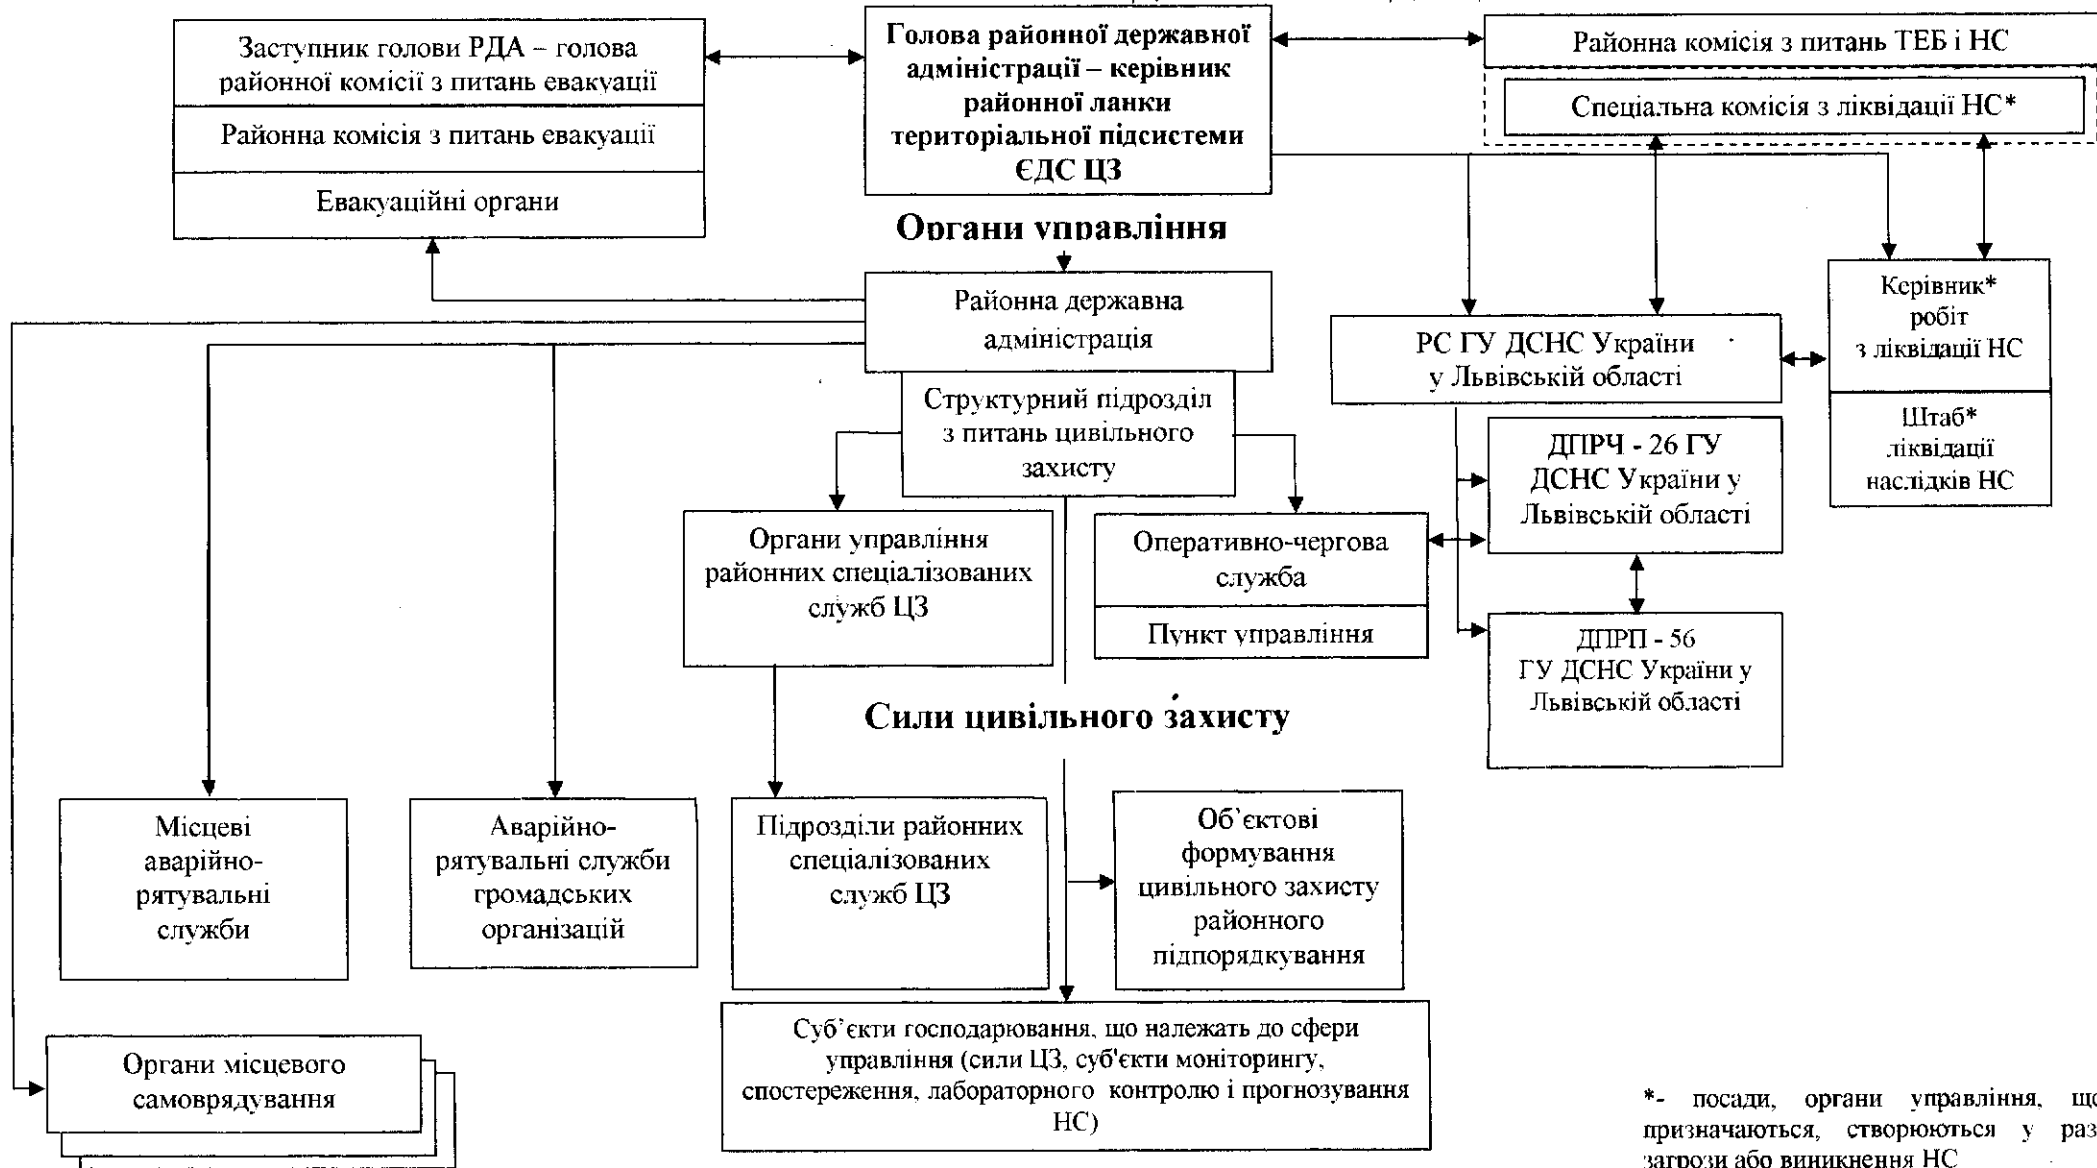 Заступник голови РДА – голова
районної комісії з питань евакуації
Районна комісія з питань евакуації
Евакуаційні органи
Голова районної державної
адміністрації – керівник
районної ланки
територіальної підсистеми
ЄДС ЦЗ
Районна комісія з питань ТЕБ і НС
Спеціальна комісія з ліквідації НС*
Органи управління
Районна державна
адміністрація
Структурний підрозділ
з питань цивільного
захисту
РС ГУ ДСНС України
у Львівській області
Керівник*
робіт
з ліквідації НС
Штаб*
ліквідації
наслідків НС
ДПРЧ - 26 ГУ
ДСНС України у
Львівській області
Органи управління
районних спеціалізованих
служб ЦЗ
Оперативно-чергова
служба
Пункт управління
ДПРП - 56
ГУ ДСНС України у
Львівській області
Сили цивільного захисту
Місцеві
аварійно-
рятувальні
служби
Аварійно-
рятувальні служби
громадських
організацій
Підрозділи районних
спеціалізованих
служб ЦЗ
Об’єктові
формування
цивільного захисту
районного
підпорядкування
Органи місцевого
самоврядування
Суб’єкти господарювання, що належать до сфери
управління (сили ЦЗ, суб'єкти моніторингу,
спостереження, лабораторного контролю і прогнозування
НС)
*- посади, органи управління, що
призначаються, створюються у раз
загрози або виникнення НС